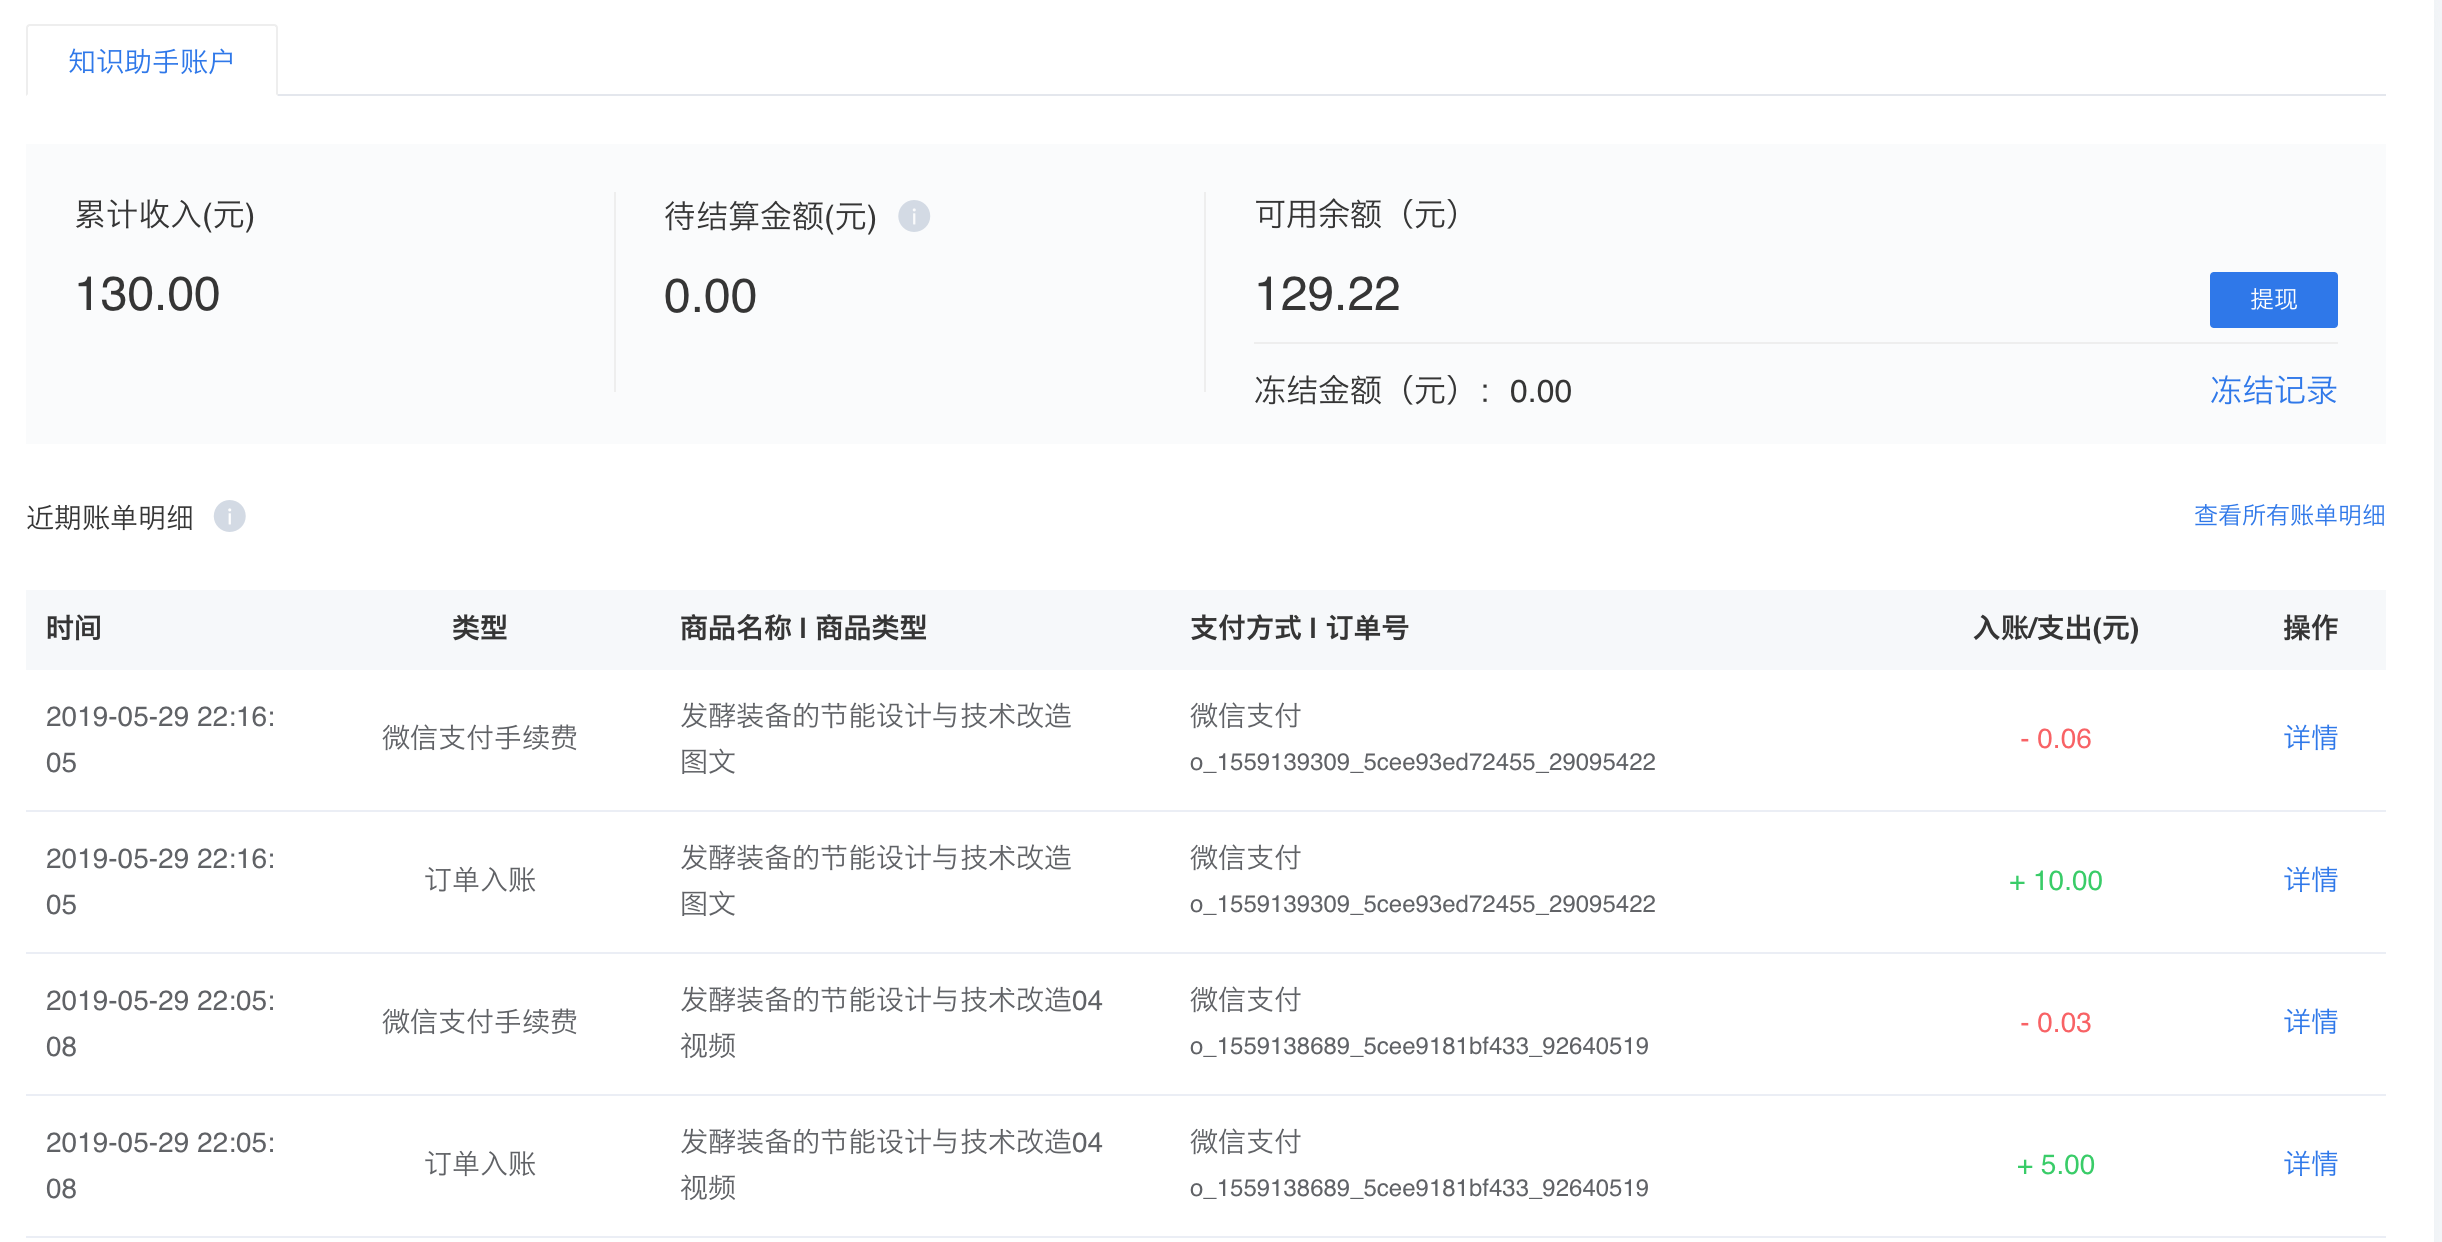 知识助手账户
累计收入(元)
130.00
待结算金额(元) i
0.00
可用余额（元）
129.22
提现
冻结金额（元）: 0.00
冻结记录
近期账单明细 i
查看所有账单明细
时间 类型 商品名称 I 商品类型 支付方式 I 订单号 入账/支出(元) 操作
2019-05-29 22:16:
05
微信支付手续费
发酵装备的节能设计与技术改造
图文
微信支付
o_1559139309_5cee93ed72455_29095422
- 0.06
详情
2019-05-29 22:16:
05
订单入账
发酵装备的节能设计与技术改造
图文
微信支付
o_1559139309_5cee93ed72455_29095422
+ 10.00
详情
2019-05-29 22:05:
08
微信支付手续费
发酵装备的节能设计与技术改造04
视频
微信支付
o_1559138689_5cee9181bf433_92640519
- 0.03
详情
2019-05-29 22:05:
08
订单入账
发酵装备的节能设计与技术改造04
视频
微信支付
o_1559138689_5cee9181bf433_92640519
+ 5.00
详情